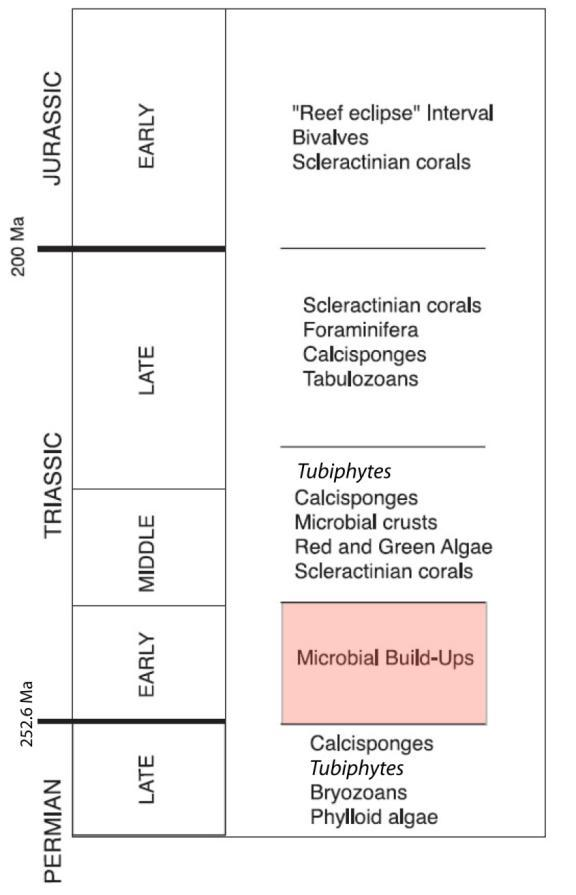 JURASSIC
EARLY
"Reef eclipse" Interval
Bivalves
Scleractinian corals
200 Ma
TRIASSIC
LATE
Scleractinian corals
Foraminifera
Calcisponges
Tabulozoans
MIDDLE
Tubiphytes
Calcisponges
Microbial crusts
Red and Green Algae
Scleractinian corals
EARLY
Microbial Build-Ups
252.6 Ma
PERMIAN
LATE
Calcisponges
Tubiphytes
Bryozoans
Phylloid algae